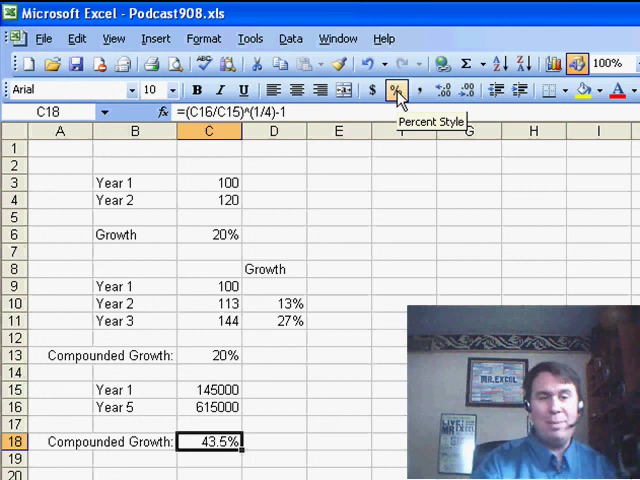 Microsoft Excel - Podcast908.xls
File Edit View Insert Format Tools Data Window Help
Σ 100%
Arial 10 B I U $ % , A
C18 fx =(C16/C15)^(1/4)-1
Percent Style
A B C D E F G H I
1
2
3 Year 1 100
4 Year 2 120
5
6 Growth 20%
7
8 Growth
9 Year 1 100
10 Year 2 113 13%
11 Year 3 144 27%
12
13 Compounded Growth: 20%
14
15 Year 1 145000
16 Year 5 615000
17
18 Compounded Growth: 43.5%
19
20
MR.EXCEL
LIVE